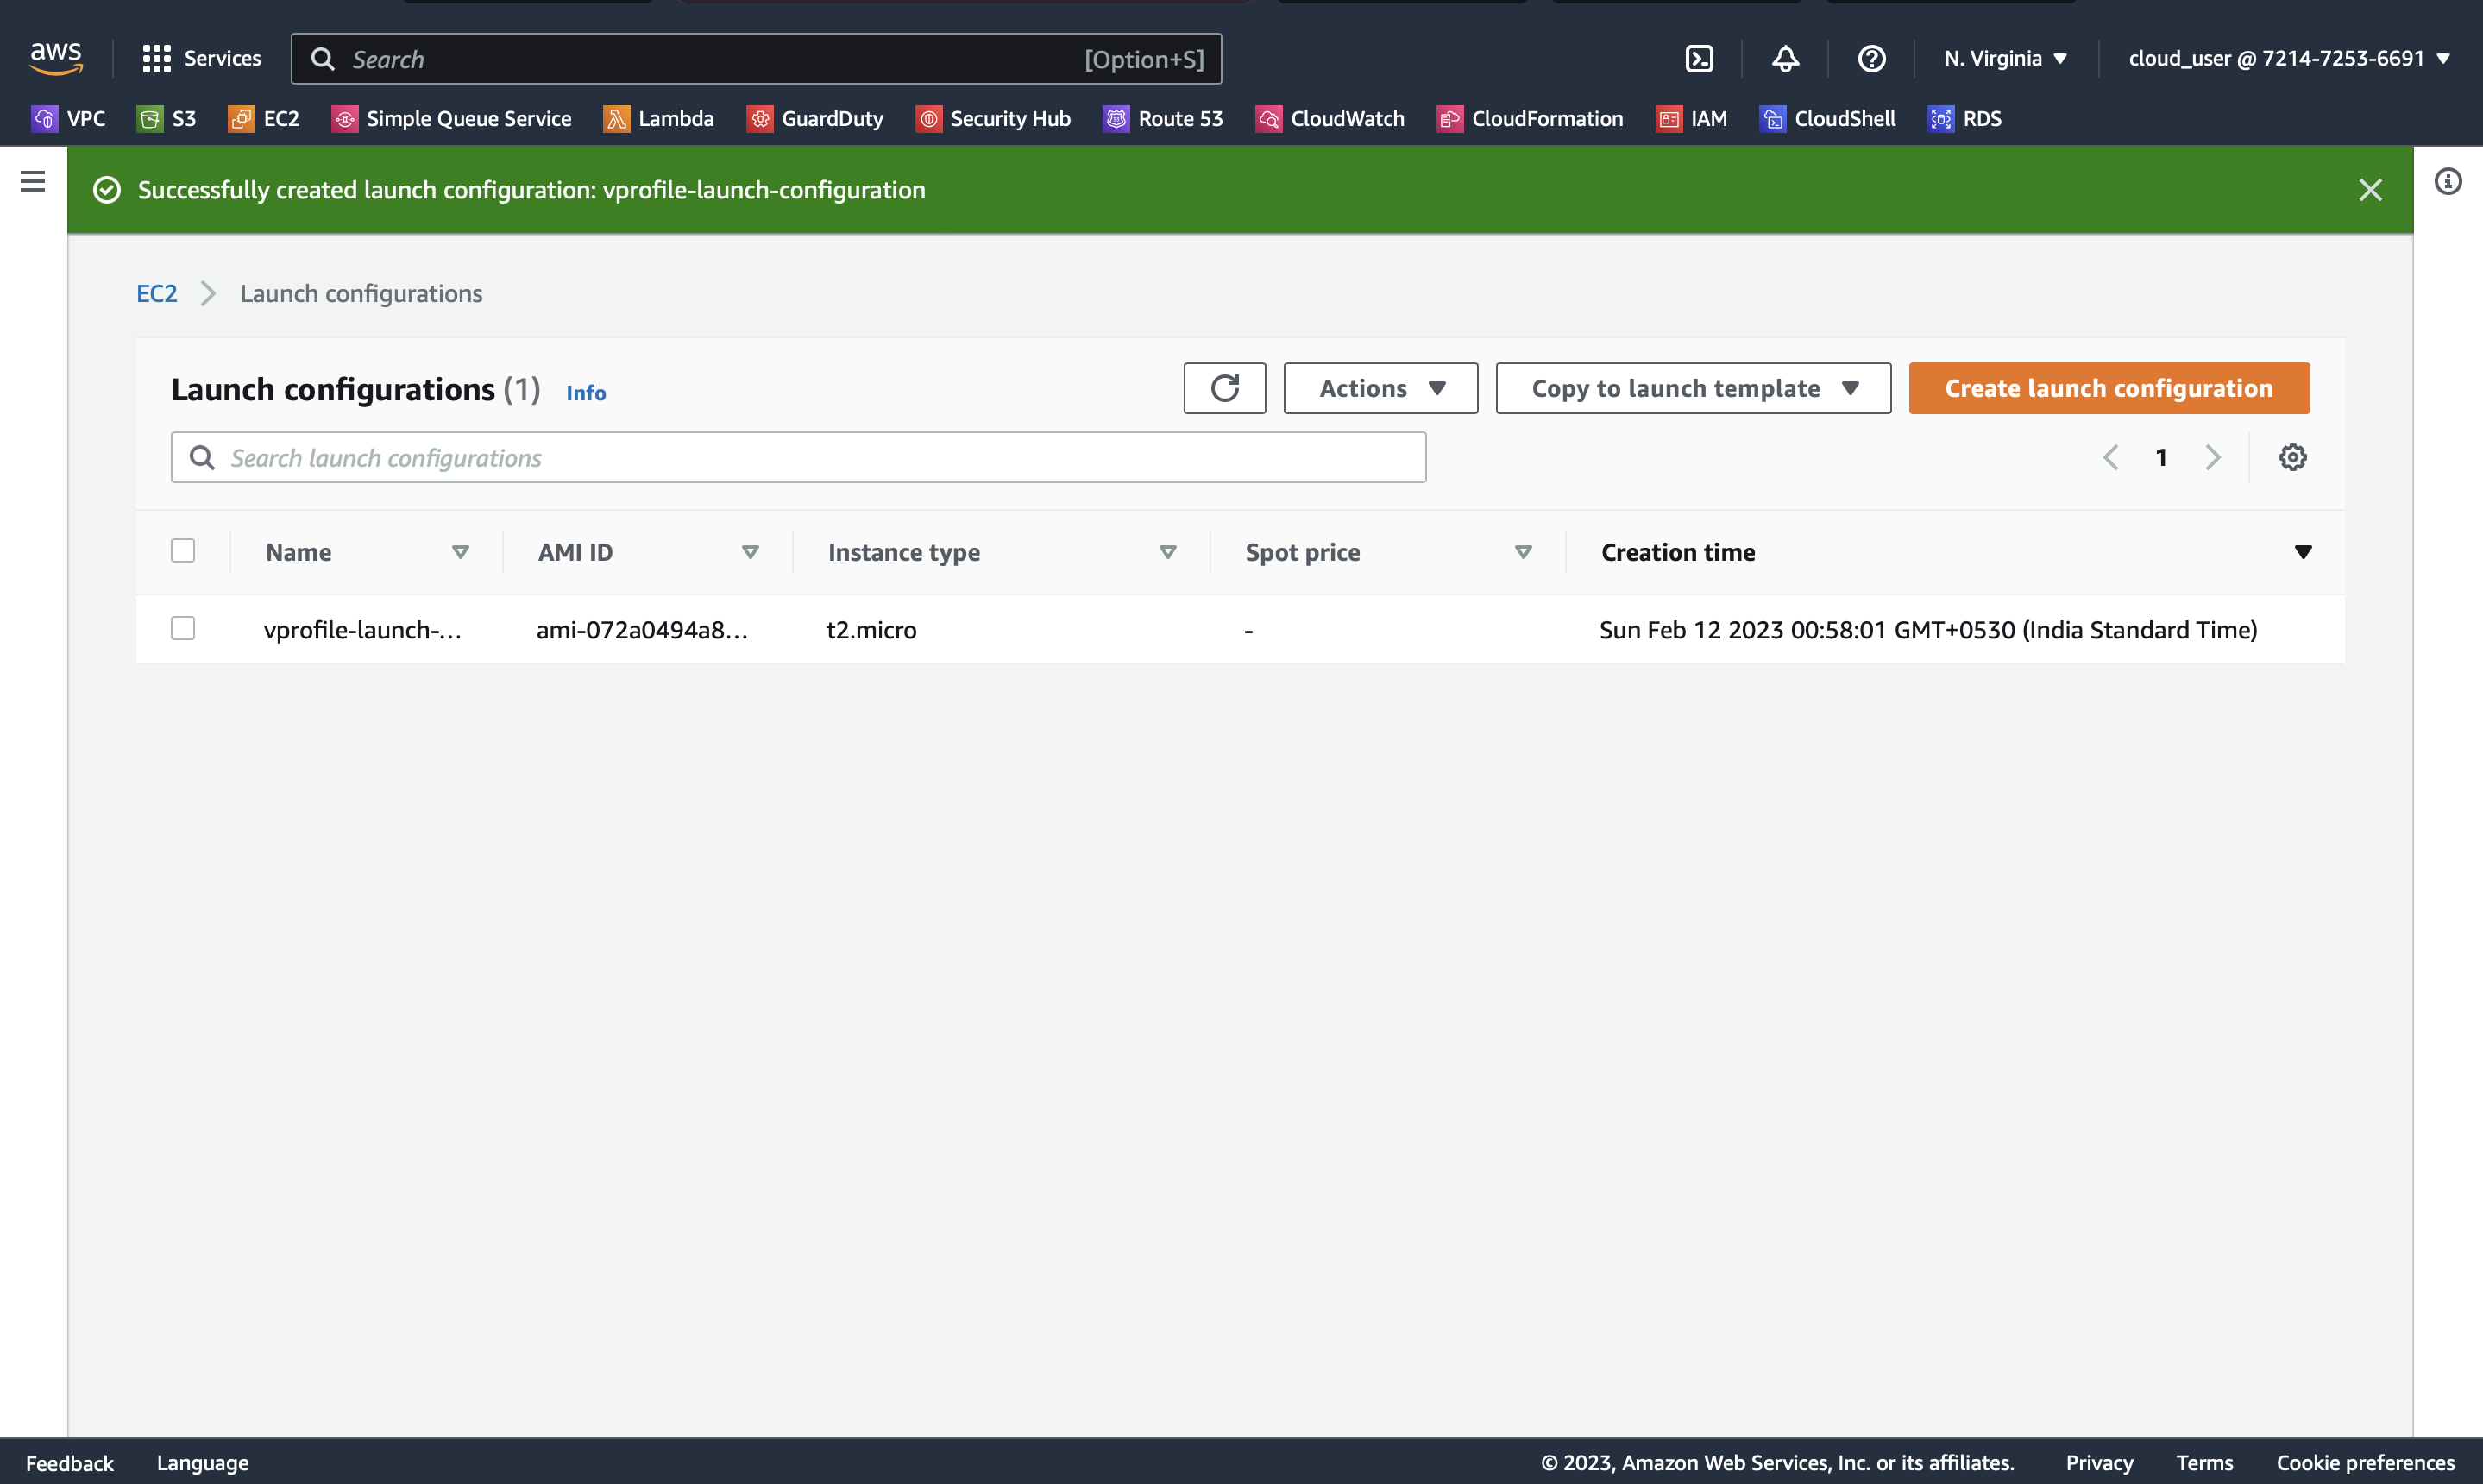 aws Services Search [Option+S] N. Virginia cloud_user @ 7214-7253-6691
VPC S3 EC2 Simple Queue Service Lambda GuardDuty Security Hub Route 53 CloudWatch CloudFormation IAM CloudShell RDS
Successfully created launch configuration: vprofile-launch-configuration
EC2 Launch configurations
Launch configurations (1) Info Actions Copy to launch template Create launch configuration
Search launch configurations 1
Name AMI ID Instance type Spot price Creation time
vprofile-launch-... ami-072a0494a8... t2.micro - Sun Feb 12 2023 00:58:01 GMT+0530 (India Standard Time)
Feedback Language © 2023, Amazon Web Services, Inc. or its affiliates. Privacy Terms Cookie preferences